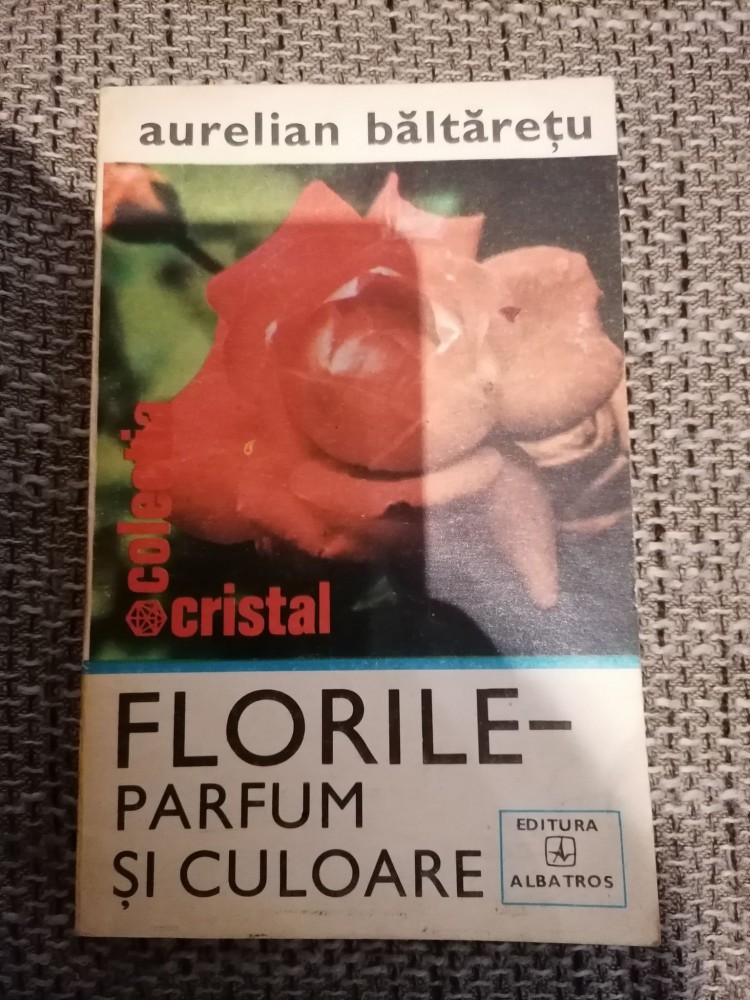 aurelian băltărețu
colecția
cristal
FLORILE-
PARFUM
ȘI CULOARE
EDITURA
ALBATROS